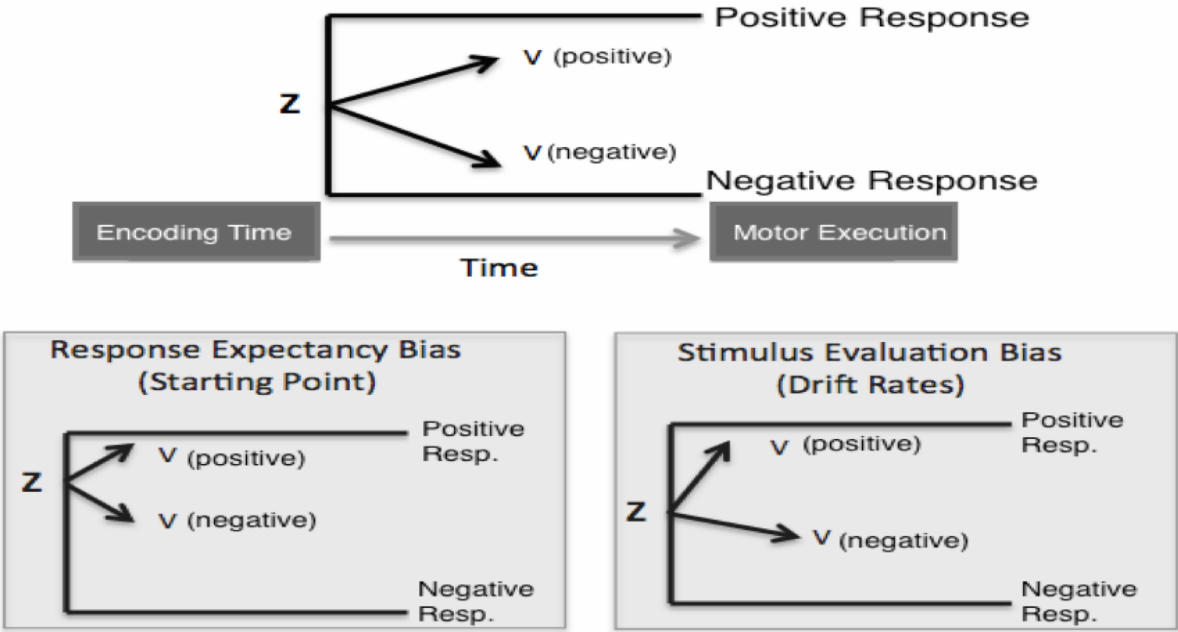 Positive Response
v (positive)
Z
v (negative)
Negative Response
Encoding Time
Motor Execution
Time
Response Expectancy Bias
(Starting Point)
Positive
Resp.
v (positive)
Z
v (negative)
Negative
Resp.
Stimulus Evaluation Bias
(Drift Rates)
Positive
Resp.
v (positive)
Z
v (negative)
Negative
Resp.